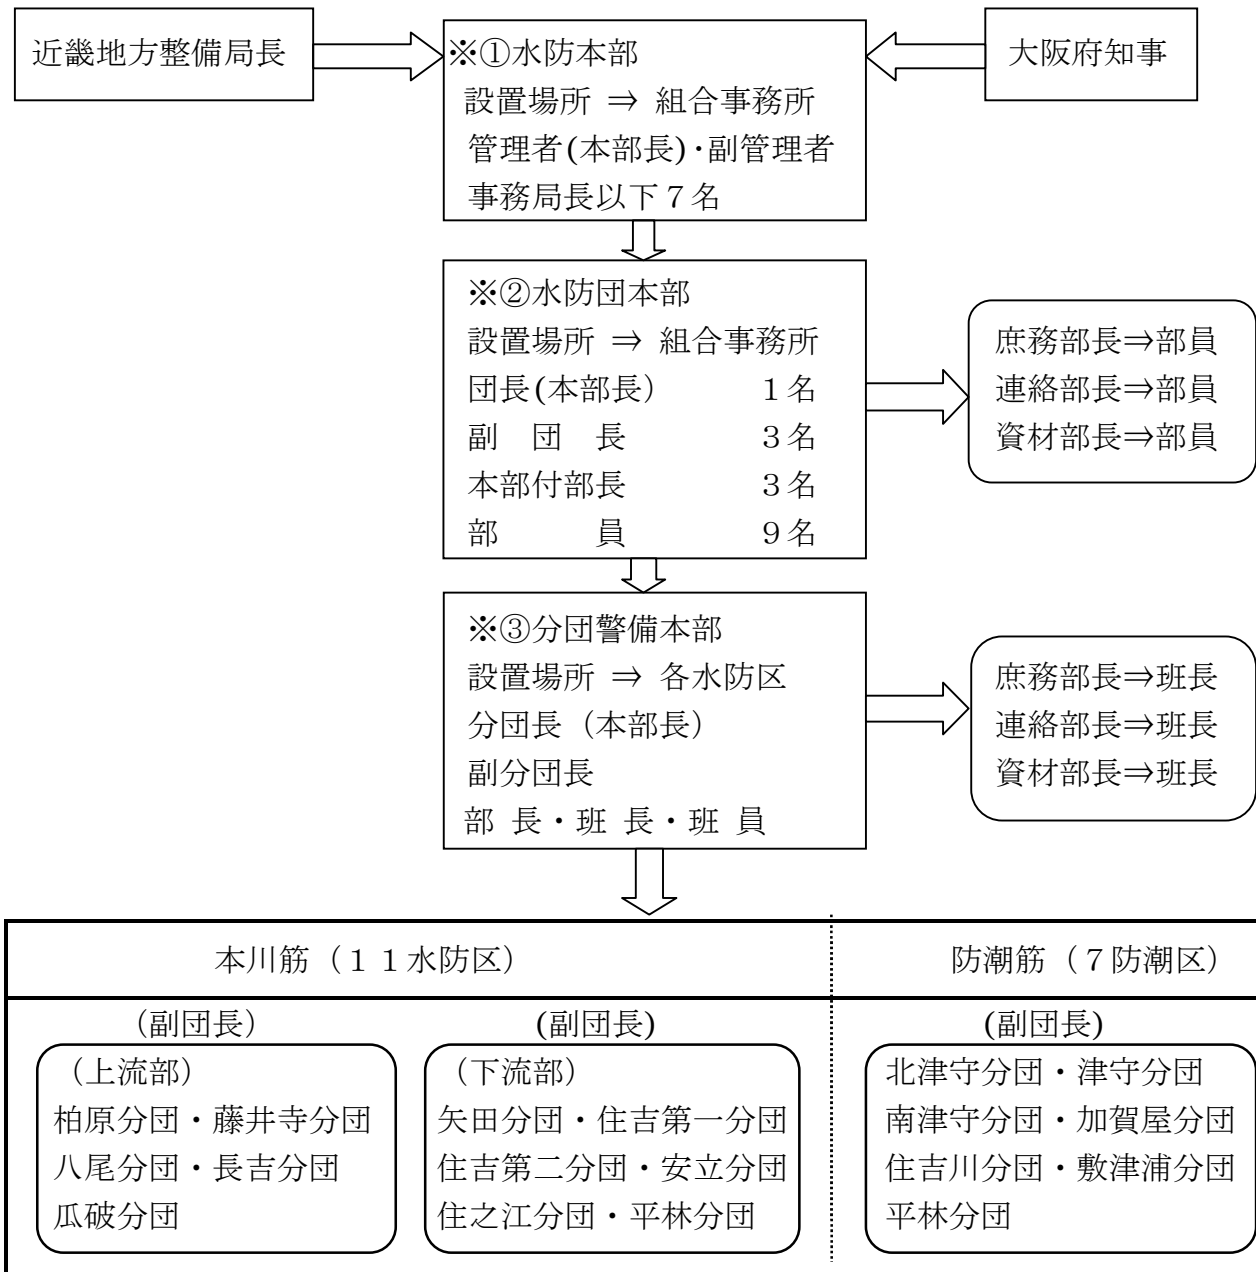 近畿地方整備局長
※①水防本部
設置場所 ⇒ 組合事務所
管理者(本部長)・副管理者
事務局長以下７名
大阪府知事
※②水防団本部
設置場所 ⇒ 組合事務所
団長(本部長） １名
副 団 長 ３名
本部付部長 ３名
部 員 ９名
庶務部長⇒部員
連絡部長⇒部員
資材部長⇒部員
※③分団警備本部
設置場所 ⇒ 各水防区
分団長（本部長）
副分団長
部 長・班 長・班 員
庶務部長⇒班長
連絡部長⇒班長
資材部長⇒班長
本川筋（１１水防区）
防潮筋（７防潮区）
(副団長）
（上流部）
柏原分団・藤井寺分団
八尾分団・長吉分団
瓜破分団
(副団長)
（下流部）
矢田分団・住吉第一分団
住吉第二分団・安立分団
住之江分団・平林分団
(副団長)
北津守分団・津守分団
南津守分団・加賀屋分団
住吉川分団・敷津浦分団
平林分団